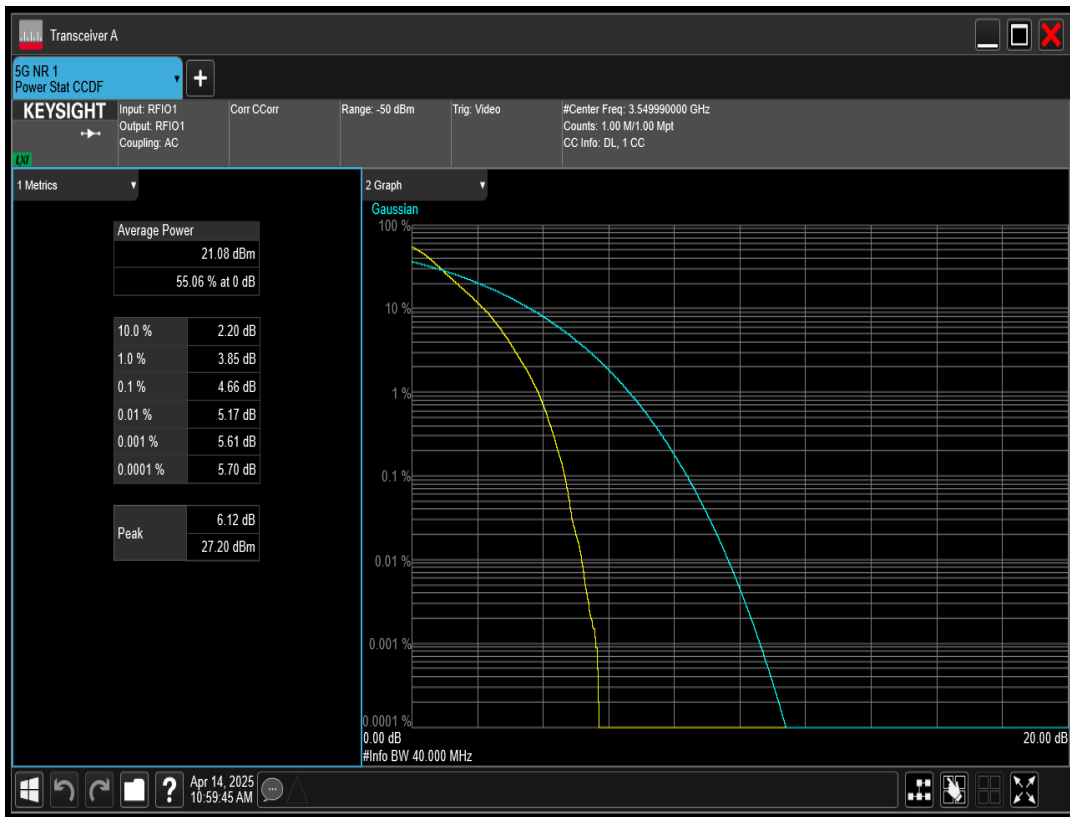 Transceiver A
5G NR 1
Power Stat CCDF
+
KEYSIGHT
LXI
Input: RFIO1
Output: RFIO1
Coupling: AC
Corr CCorr
Range: -50 dBm
Trig: Video
#Center Freq: 3.549990000 GHz
Counts: 1.00 M/1.00 Mpt
CC Info: DL, 1 CC
1 Metrics
Average Power
21.08 dBm
55.06 % at 0 dB
10.0 % 2.20 dB
1.0 % 3.85 dB
0.1 % 4.66 dB
0.01 % 5.17 dB
0.001 % 5.61 dB
0.0001 % 5.70 dB
Peak
6.12 dB
27.20 dBm
2 Graph
Gaussian
100 %
10 %
1 %
0.1 %
0.01 %
0.001 %
0.0001 %
0.00 dB 20.00 dB
#Info BW 40.000 MHz
?
Apr 14, 2025
10:59:45 AM